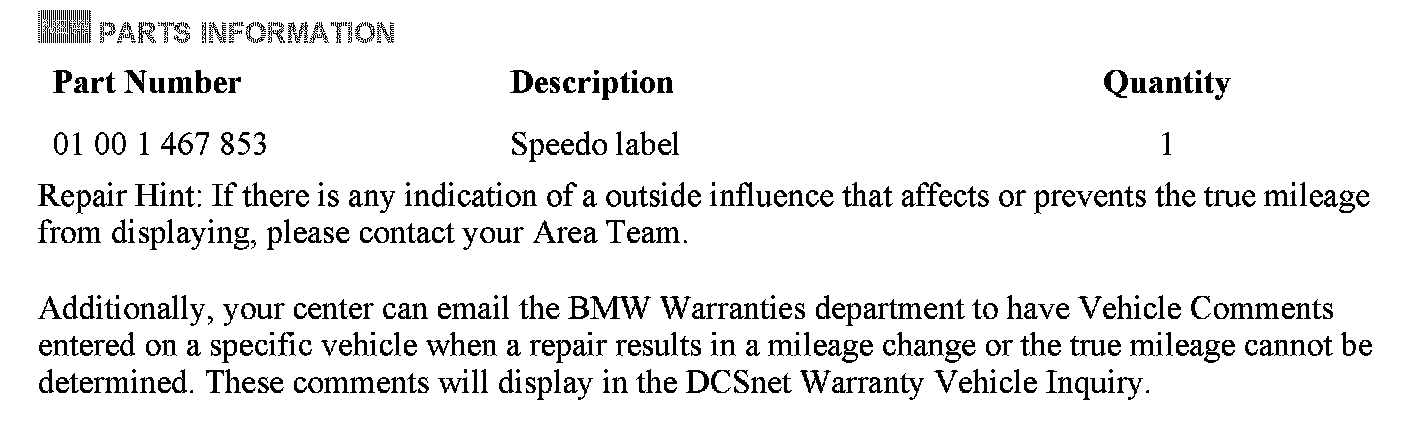 PARTS INFORMATION
Part Number Description Quantity
01 00 1 467 853 Speedo label 1
Repair Hint: If there is any indication of a outside influence that affects or prevents the true mileage
from displaying, please contact your Area Team.
Additionally, your center can email the BMW Warranties department to have Vehicle Comments
entered on a specific vehicle when a repair results in a mileage change or the true mileage cannot be
determined. These comments will display in the DCSnet Warranty Vehicle Inquiry.